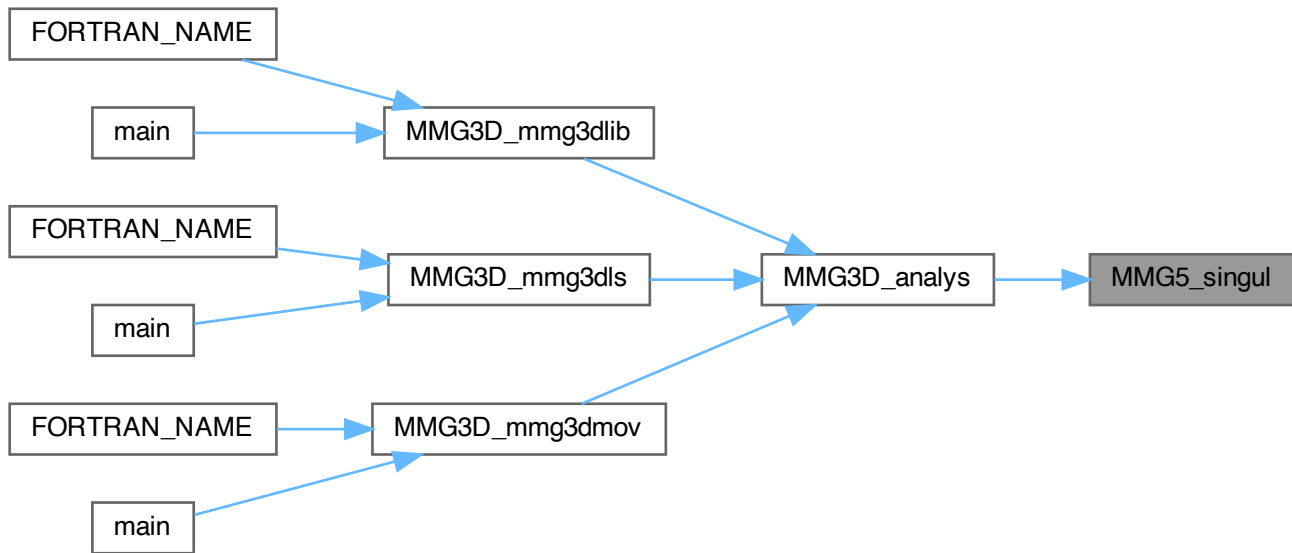 FORTRAN_NAME
main
MMG3D_mmg3dlib
FORTRAN_NAME
main
MMG3D_mmg3dls
MMG3D_analys
MMG5_singul
FORTRAN_NAME
main
MMG3D_mmg3dmov